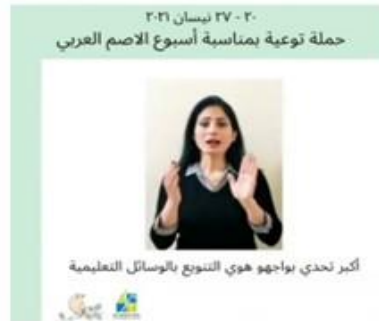 ٢٠ - ٢٧ نيسان ٢٠٢١
حملة توعية بمناسبة أسبوع الاصم العربي
أكبر تحدي بواجهو هوي التنويع بالوسائل التعليمية